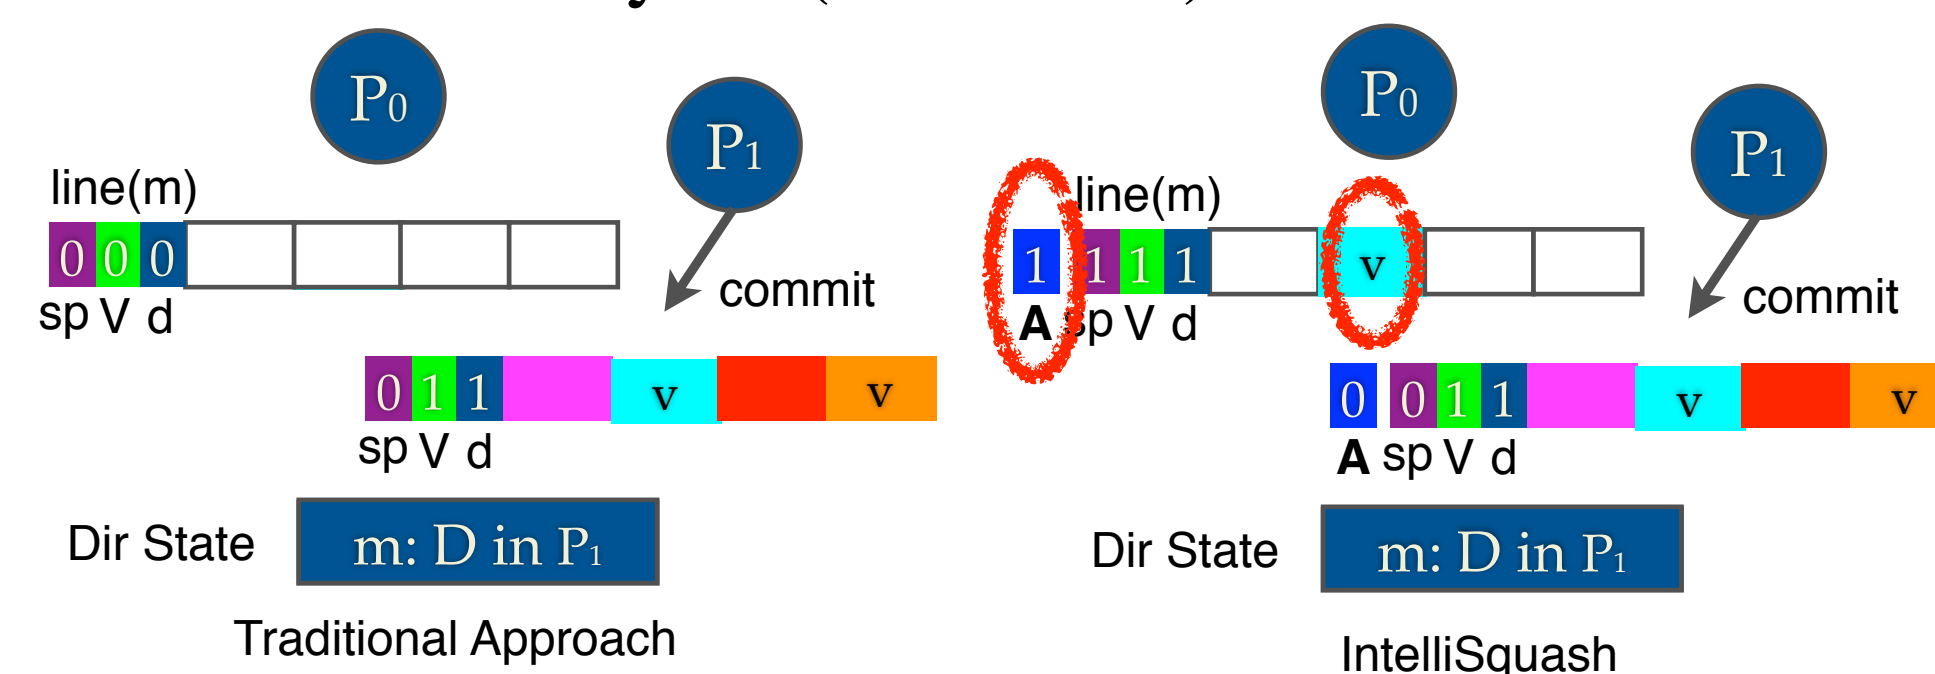 P0
P1
line(m)
0 0 0
sp V d
commit
0 1 1 v v
sp V d
Dir State
m: D in P1
Traditional Approach
P0
P1
line(m)
1 1 1 1 v
A sp V d
commit
0 0 1 1 v v
A sp V d
Dir State
m: D in P1
IntelliSquash